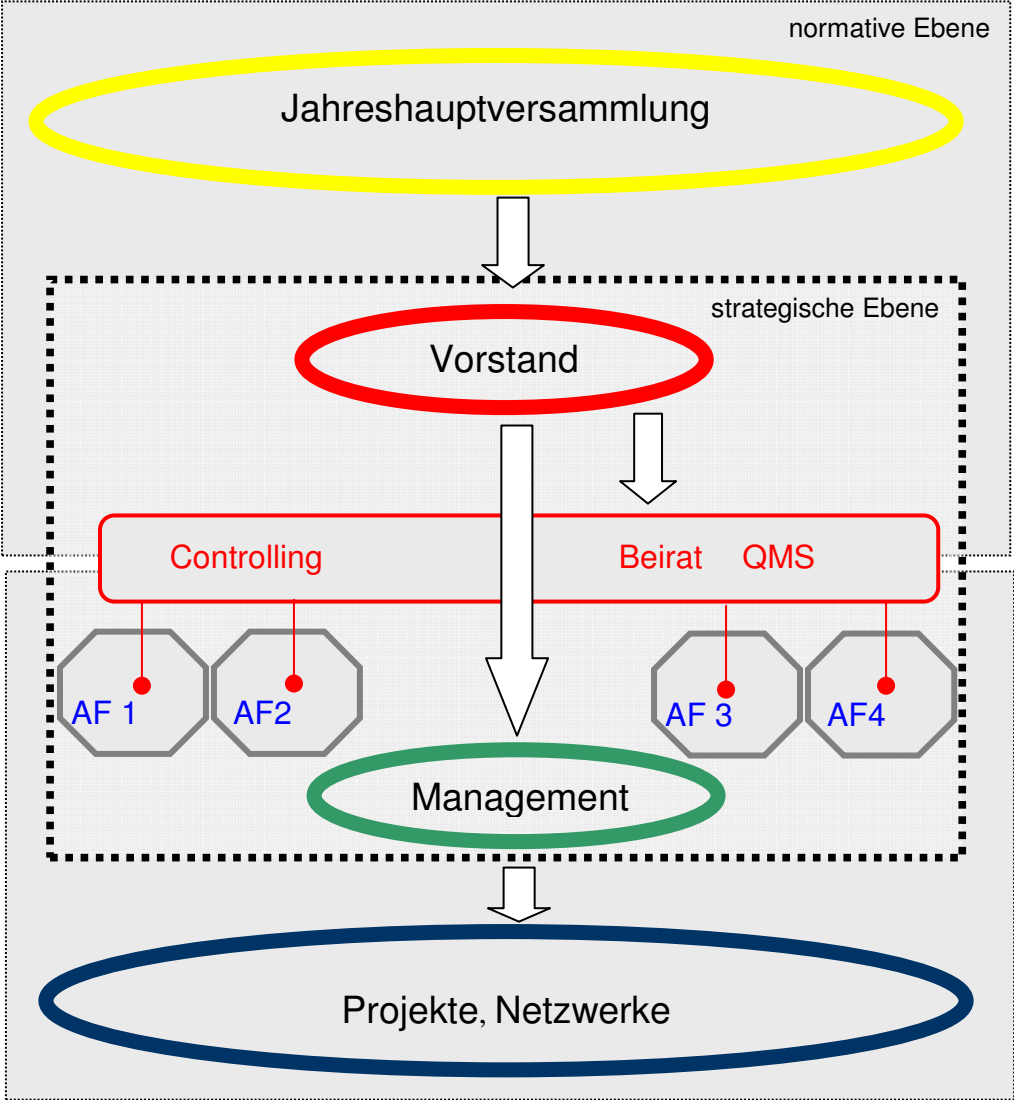 normative Ebene
Jahreshauptversammlung
strategische Ebene
Vorstand
Controlling Beirat QMS
AF 1 AF2 AF 3 AF4
Management
Projekte, Netzwerke